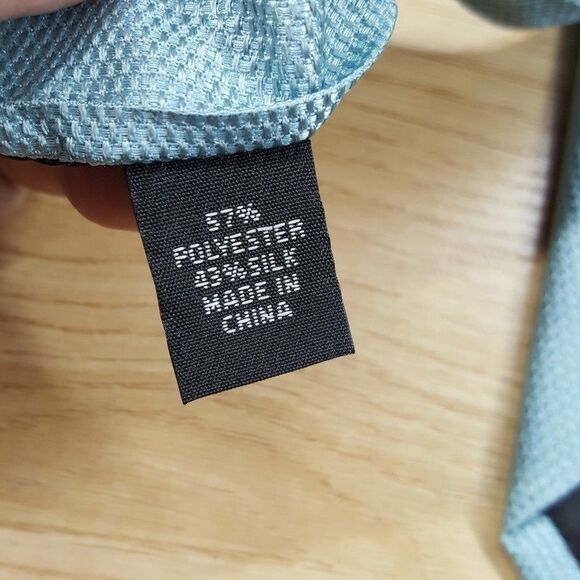 57%
POLYESTER
43%SILK
MADE IN
CHINA